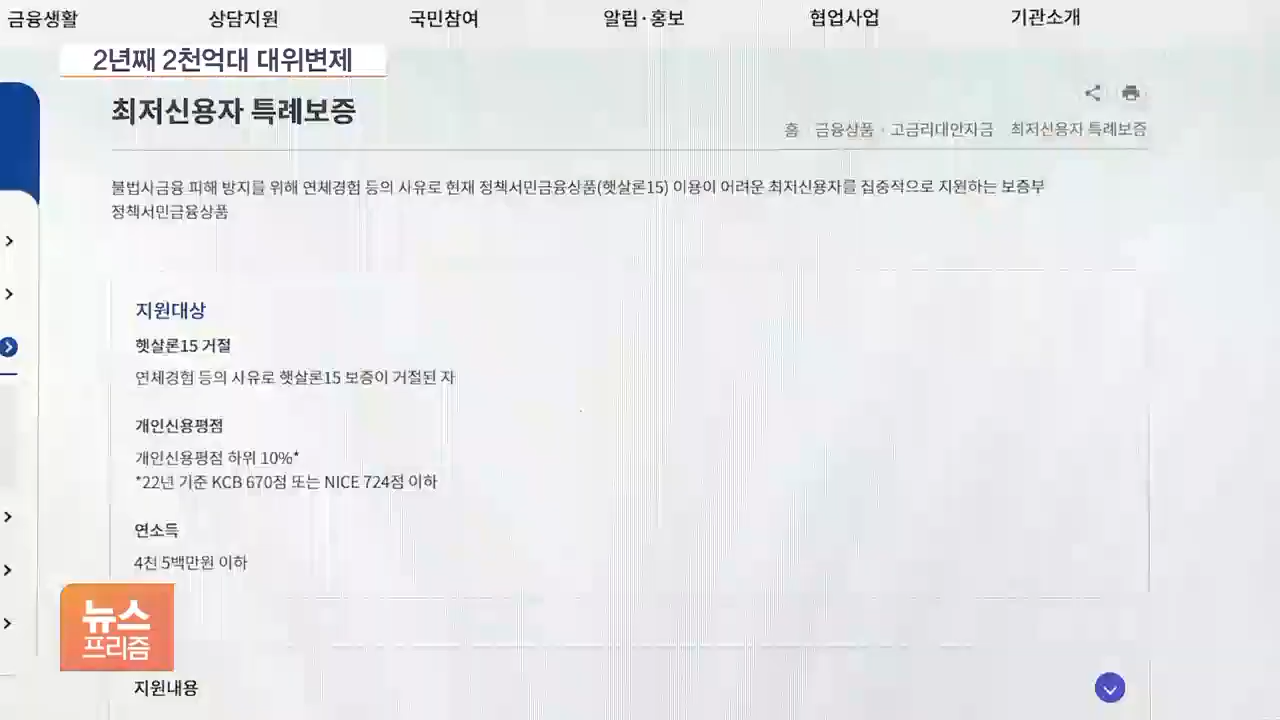 금융생활 상담지원 국민참여 알림·홍보 협업사업 기관소개
2년째 2천억대 대위변제
최저신용자 특례보증
홈 · 금융상품 · 고금리대안자금 최저신용자 특례보증
불법사금융 피해 방지를 위해 연체경험 등의 사유로 현재 정책서민금융상품(햇살론15) 이용이 어려운 최저신용자를 집중적으로 지원하는 보증부
정책서민금융상품
지원대상
햇살론15 거절
연체경험 등의 사유로 햇살론15 보증이 거절된 자
개인신용평점
개인신용평점 하위 10%*
*22년 기준 KCB 670점 또는 NICE 724점 이하
연소득
4천 5백만원 이하
뉴스
프리즘
지원내용